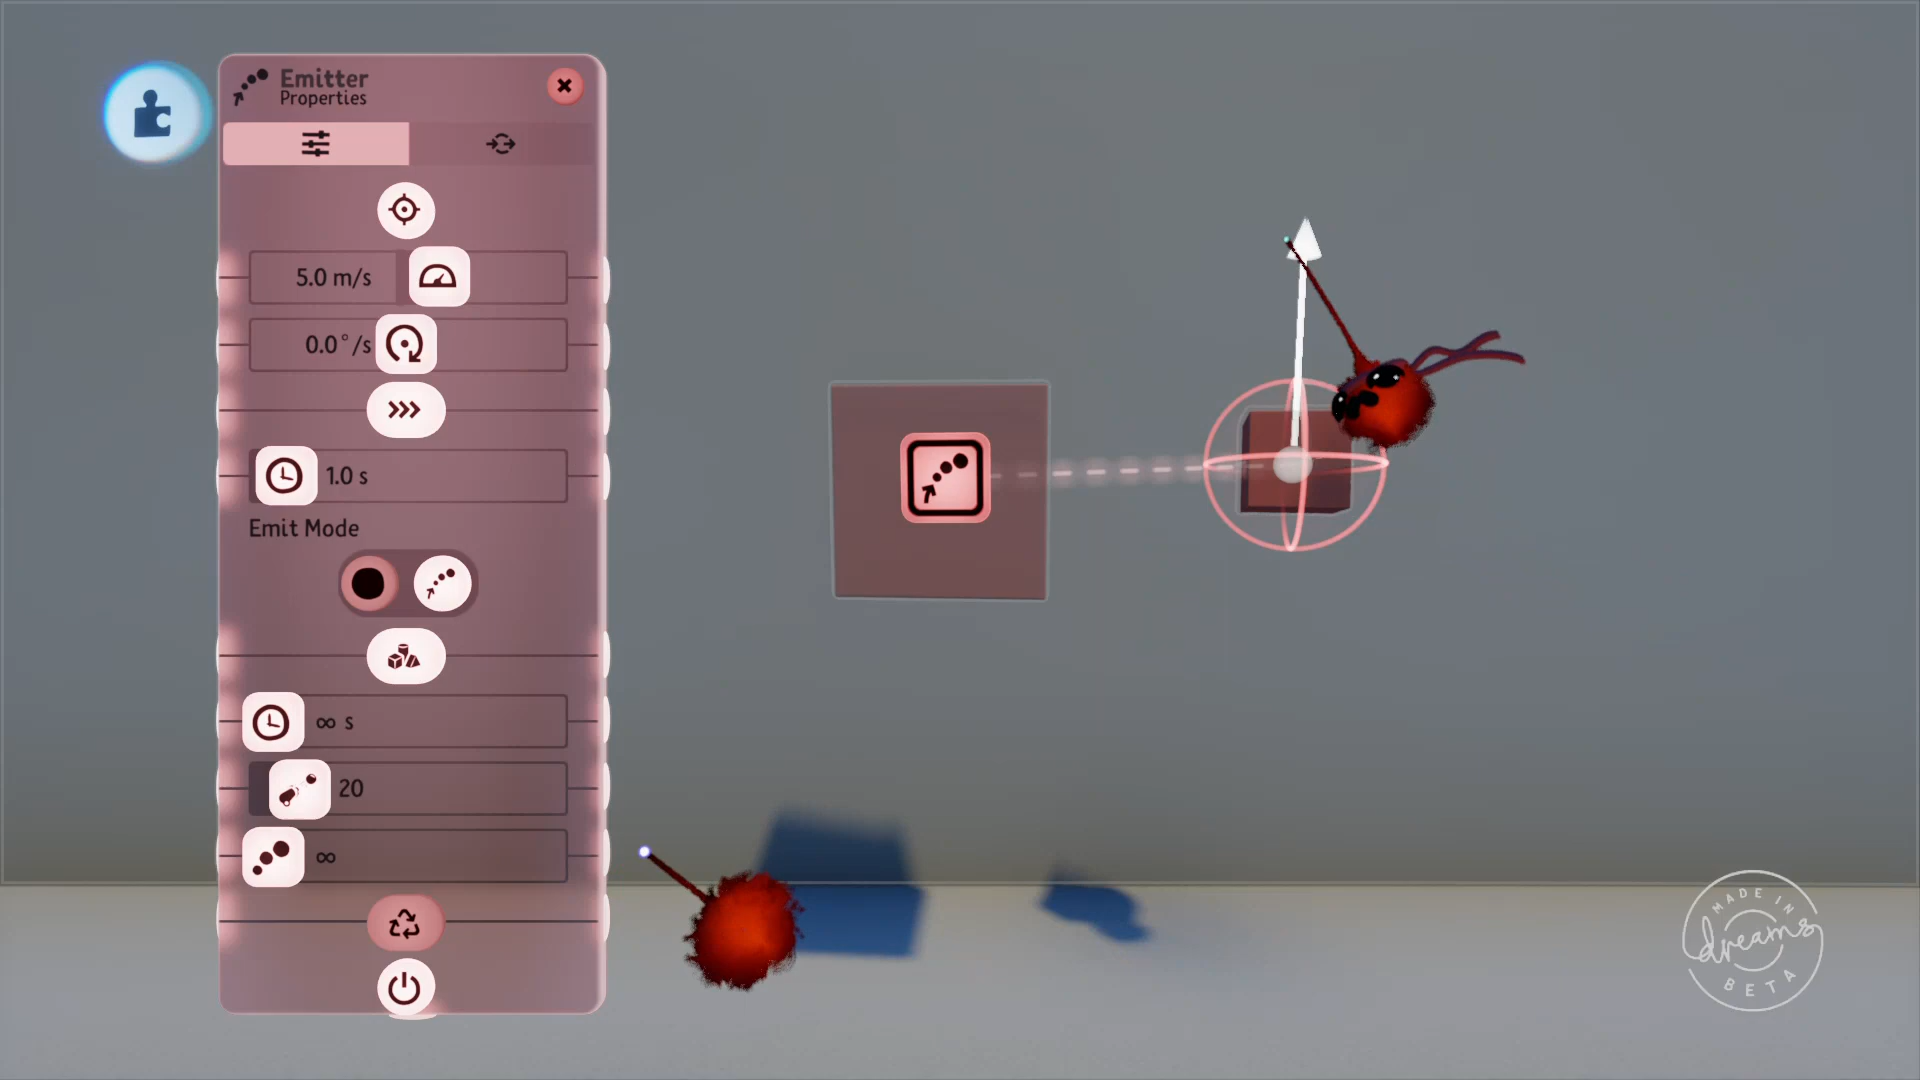 Emitter
Properties
5.0 m/s
0.0°/s
1.0 s
Emit Mode
∞ s
20
∞
MADE IN
dreams
BETA